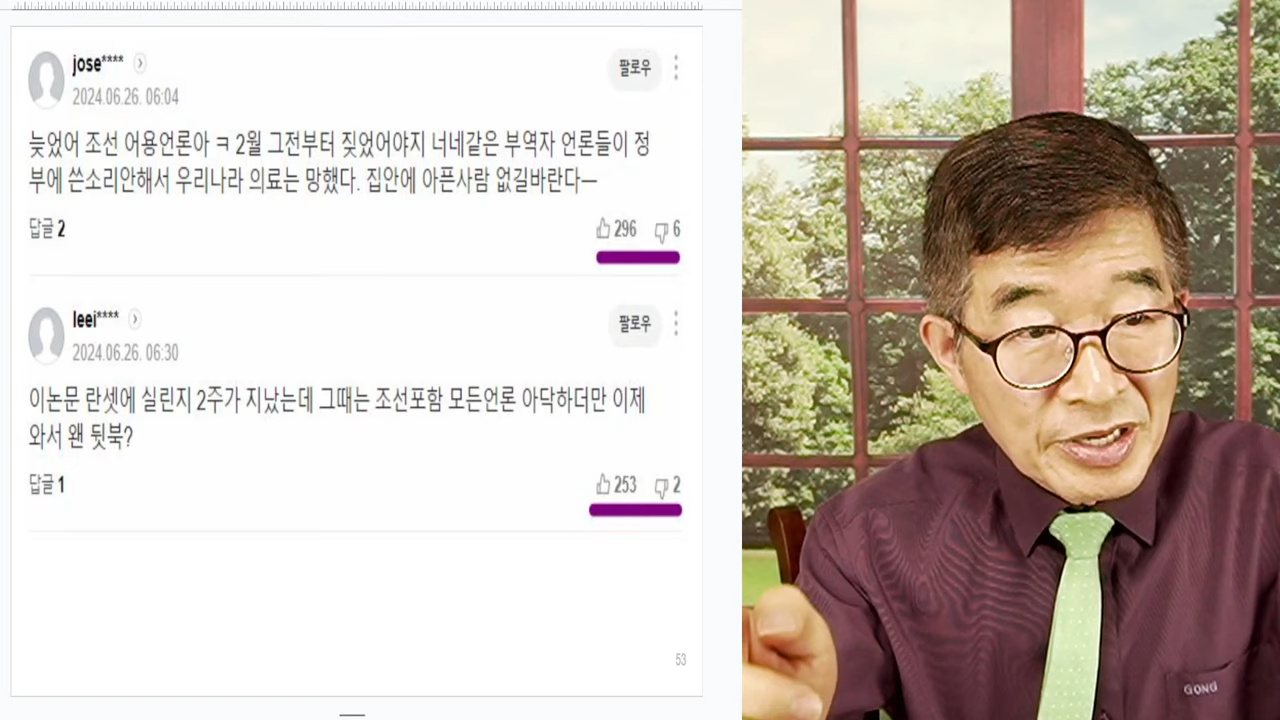 jose****
팔로우
2024.06.26. 06:04
늦었어 조선 어용언론아 ㅋ 2월 그전부터 짖었어야지 너네같은 부역자 언론들이 정
부에 쓴소리안해서 우리나라 의료는 망했다. 집안에 아픈사람 없길바란다ㅡ
답글 2
296
6
leei****
팔로우
2024.06.26. 06:30
이논문 란셋에 실린지 2주가 지났는데 그때는 조선포함 모든언론 아닥하더만 이제
와서 왠 뒷북?
답글 1
253
2
53
GONG